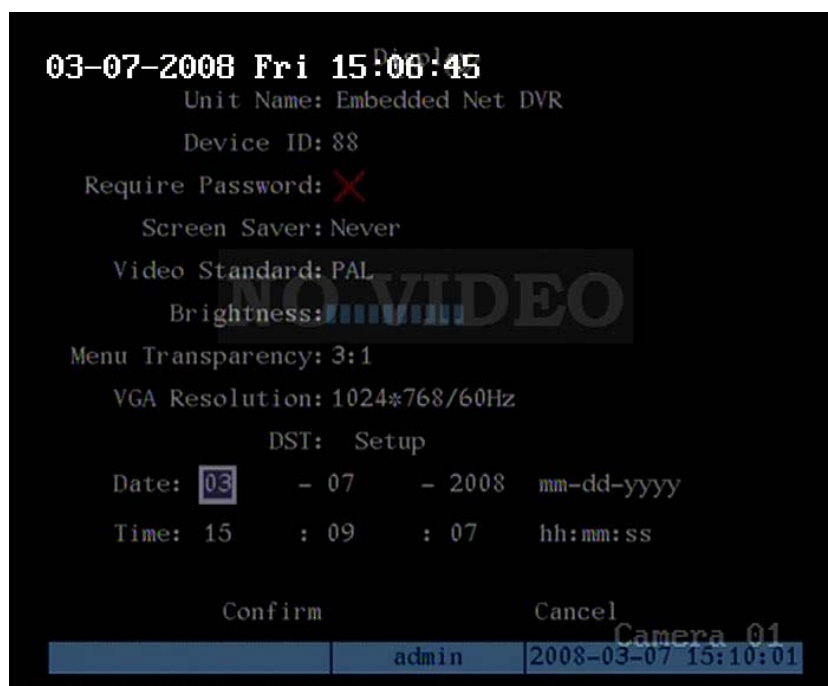 Display
03-07-2008 Fri 15:06:45
Unit Name: Embedded Net DVR
Device ID: 88
Require Password:
Screen Saver: Never
Video Standard: PAL
NO VIDEO
Brightness:
Menu Transparency: 3:1
VGA Resolution: 1024*768/60Hz
DST: Setup
Date: 03 - 07 - 2008 mm-dd-yyyy
Time: 15 : 09 : 07 hh:mm:ss
Confirm Cancel
Camera 01
admin 2008-03-07 15:10:01